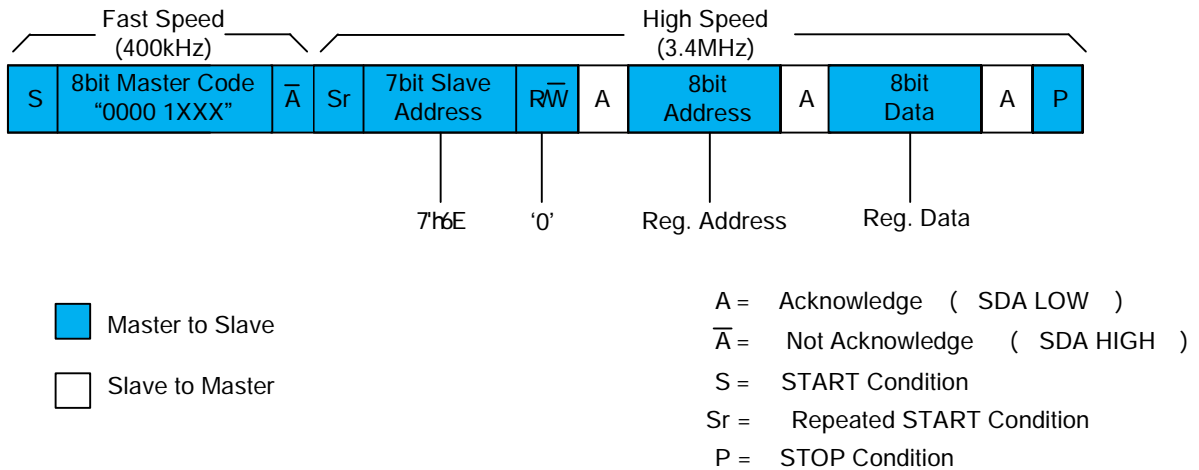 Fast Speed
(400kHz)
High Speed
(3.4MHz)
S
8bit Master Code
"0000 1XXX"
A̅
Sr
7bit Slave
Address
R/W̅
A
8bit
Address
A
8bit
Data
A
P
7'h6E
'0'
Reg. Address
Reg. Data
Master to Slave
Slave to Master
A = Acknowledge ( SDA LOW )
A̅ = Not Acknowledge ( SDA HIGH )
S = START Condition
Sr = Repeated START Condition
P = STOP Condition